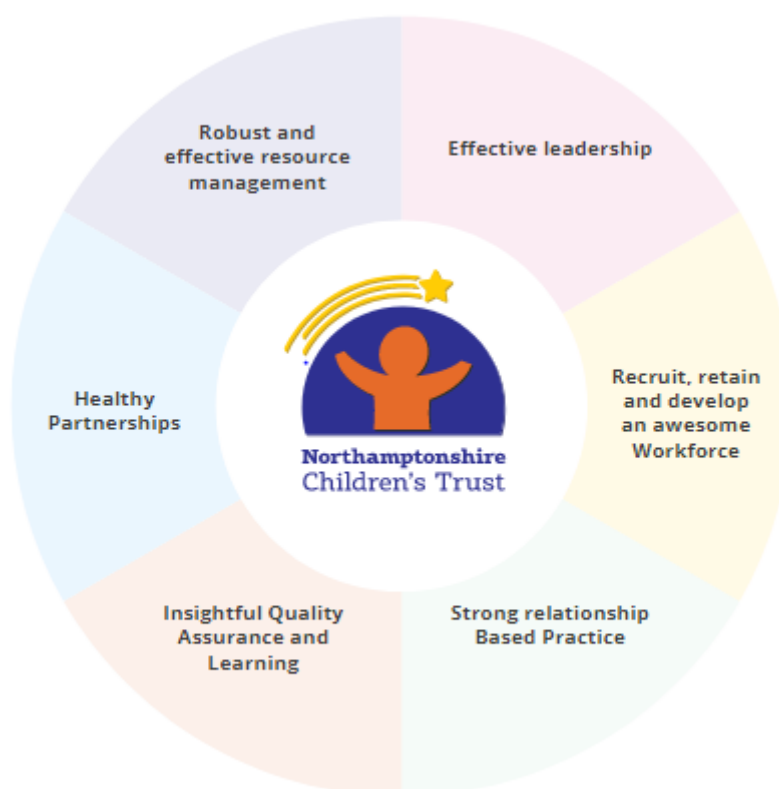 Robust and
effective resource
management
Effective leadership
Recruit, retain
and develop
an awesome
Workforce
Strong relationship
Based Practice
Insightful Quality
Assurance and
Learning
Healthy
Partnerships
Northamptonshire
Children's Trust